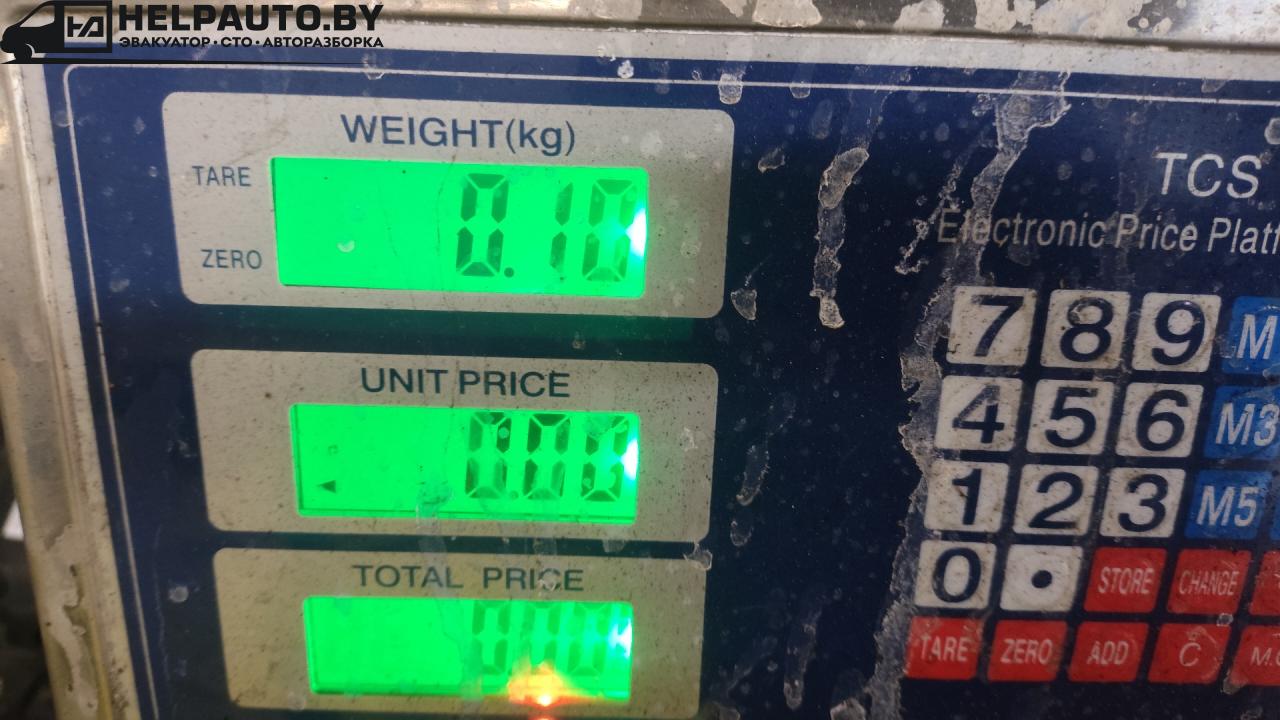 HELPAUTO.BY
ЭВАКУАТОР • СТО • АВТОРАЗБОРКА
WEIGHT(kg)
TARE
0.10
ZERO
UNIT PRICE
0.00
TOTAL PRICE
0.00
TCS
Electronic Price
7 8 9
4 5 6 M3
1 2 3 M5
0 . STORE CHANGE
TARE ZERO ADD C